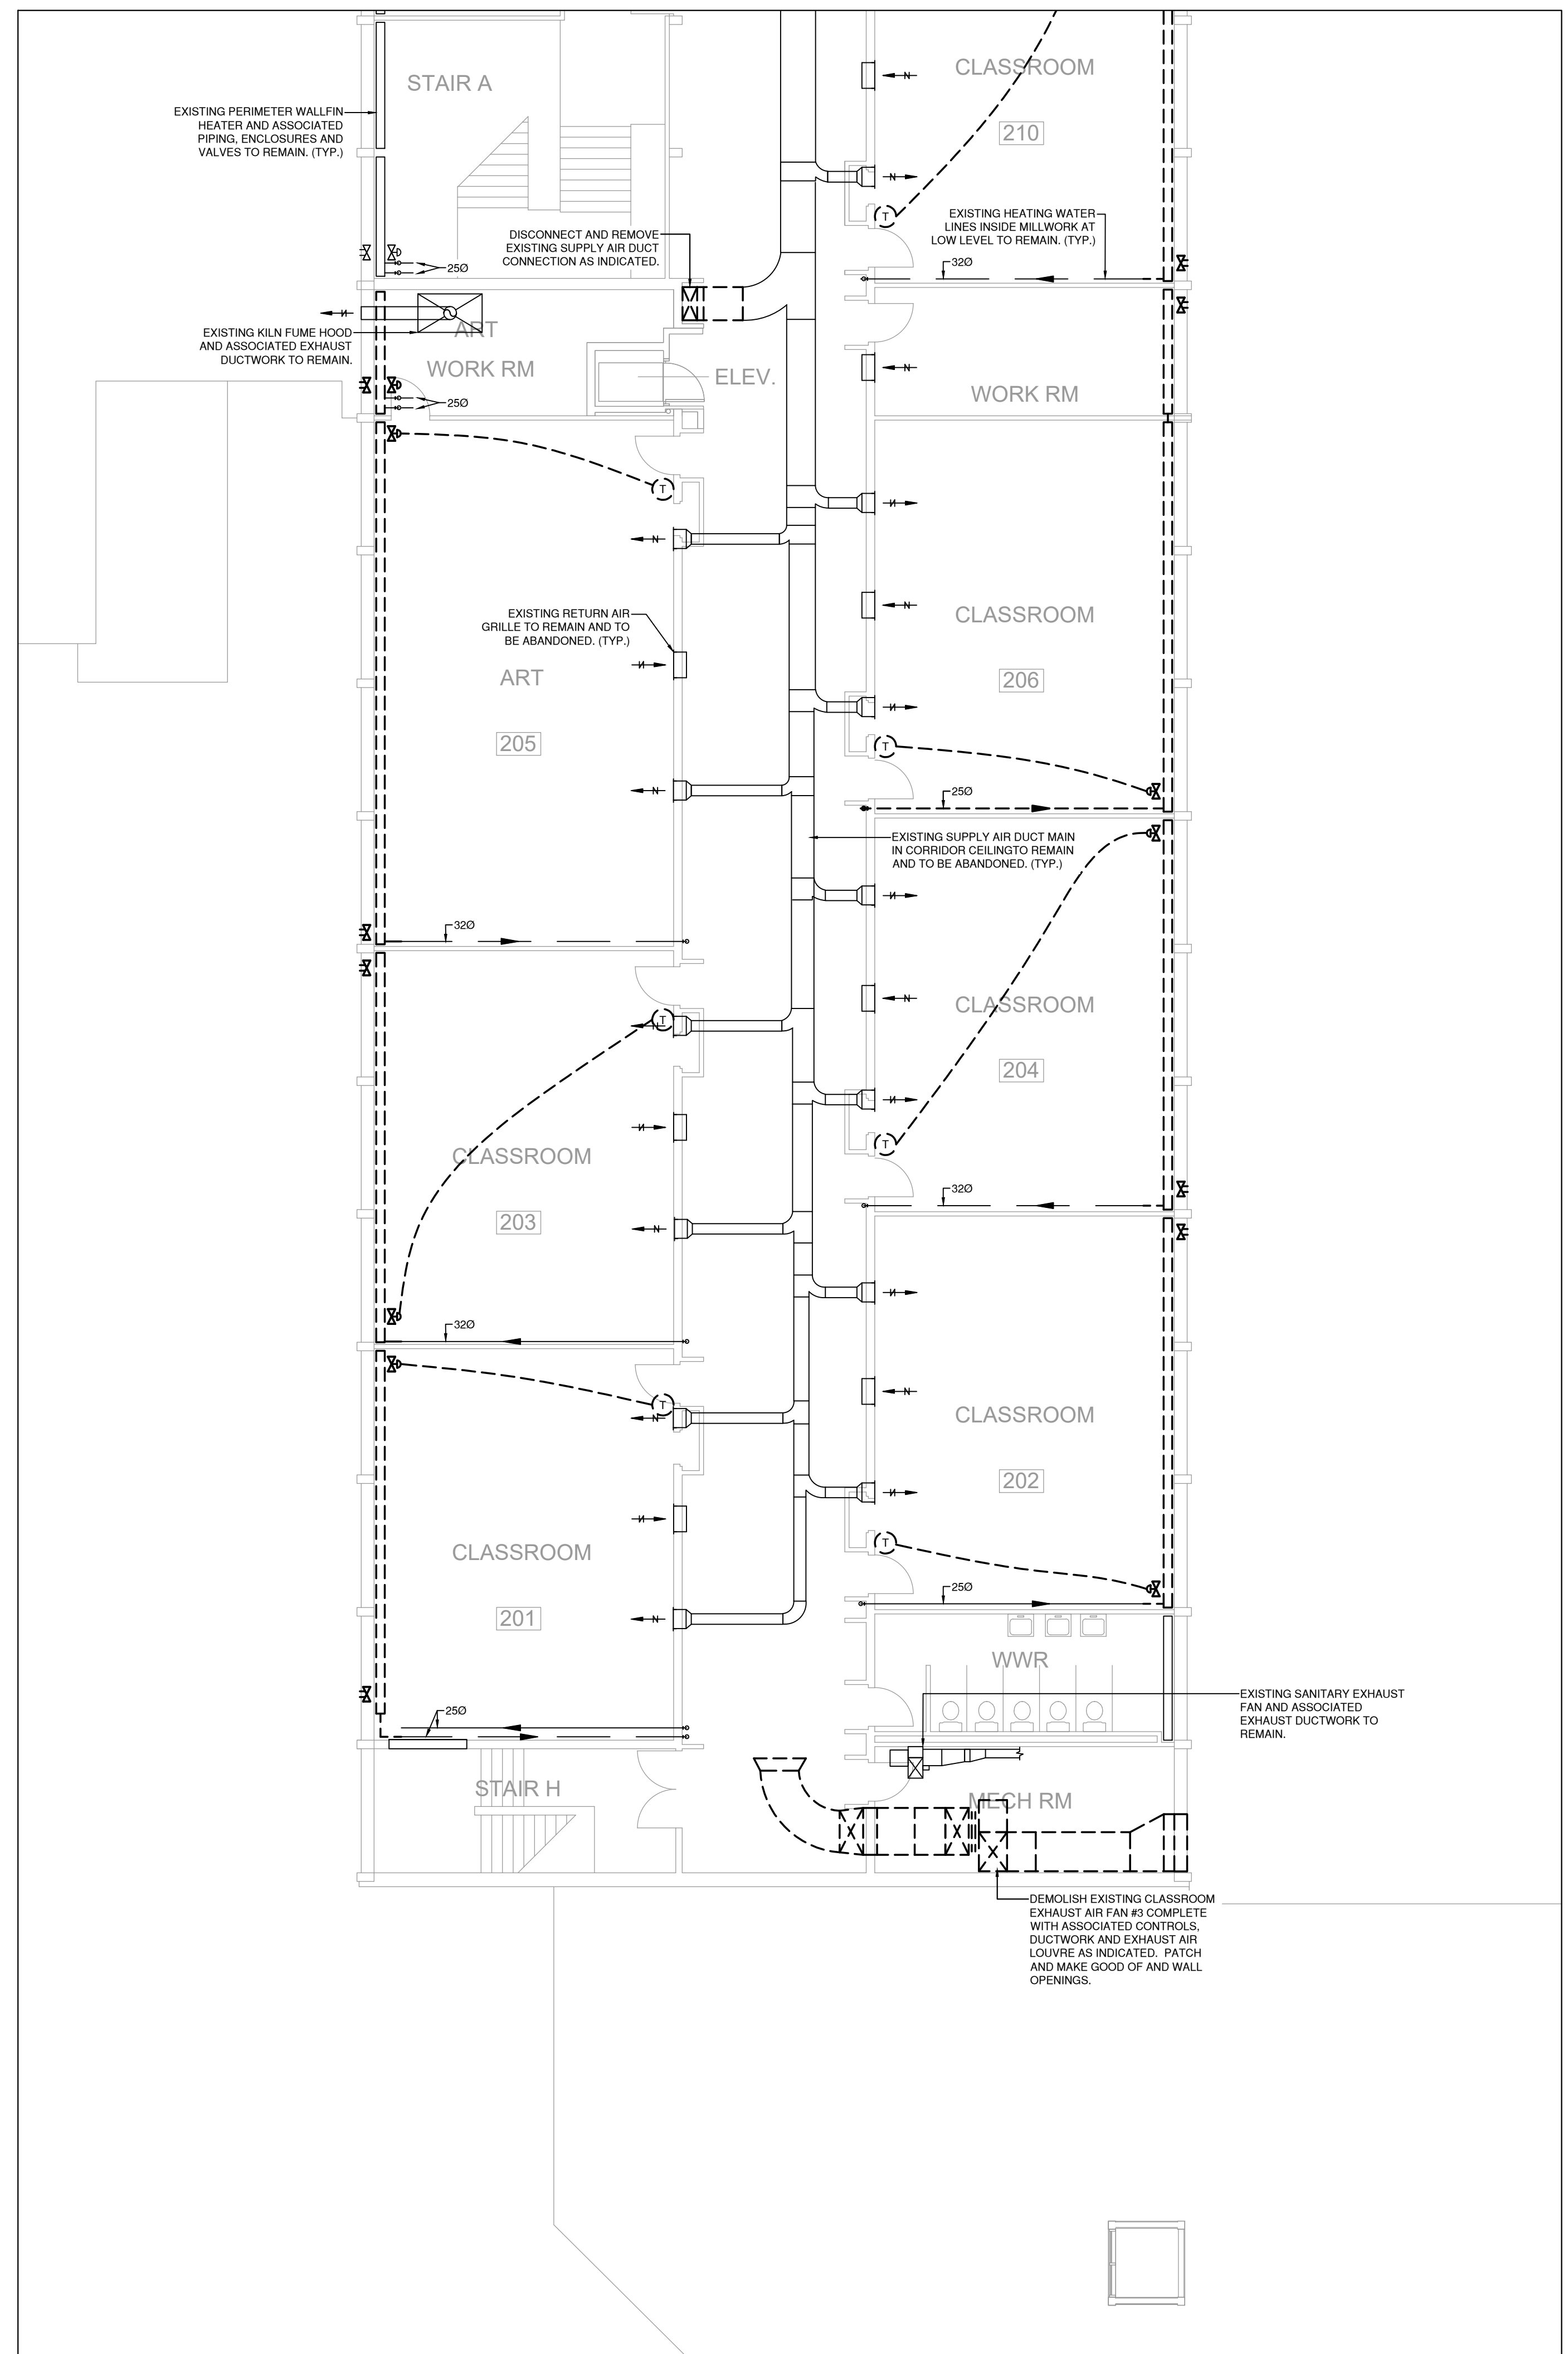 STAIR A
CLASSROOM
210
EXISTING PERIMETER WALLFIN
HEATER AND ASSOCIATED
PIPING, ENCLOSURES AND
VALVES TO REMAIN. (TYP.)
N
N
T
EXISTING HEATING WATER
LINES INSIDE MILLWORK AT
LOW LEVEL TO REMAIN. (TYP.)
DISCONNECT AND REMOVE
EXISTING SUPPLY AIR DUCT
CONNECTION AS INDICATED.
25Ø
32Ø
N
EXISTING KILN FUME HOOD
AND ASSOCIATED EXHAUST
DUCTWORK TO REMAIN.
ART
WORK RM
ELEV.
N
WORK RM
25Ø
T
N
N
EXISTING RETURN AIR
GRILLE TO REMAIN AND TO
BE ABANDONED. (TYP.)
N
CLASSROOM
206
N
ART
205
N
T
N
25Ø
EXISTING SUPPLY AIR DUCT MAIN
IN CORRIDOR CEILINGTO REMAIN
AND TO BE ABANDONED. (TYP.)
N
32Ø
N
CLASSROOM
204
T
N
N
T
N
CLASSROOM
203
32Ø
N
N
32Ø
T
N
N
CLASSROOM
202
N
N
T
CLASSROOM
201
25Ø
N
WWR
25Ø
EXISTING SANITARY EXHAUST
FAN AND ASSOCIATED
EXHAUST DUCTWORK TO
REMAIN.
STAIR H
MECH RM
DEMOLISH EXISTING CLASSROOM
EXHAUST AIR FAN #3 COMPLETE
WITH ASSOCIATED CONTROLS,
DUCTWORK AND EXHAUST AIR
LOUVRE AS INDICATED. PATCH
AND MAKE GOOD OF AND WALL
OPENINGS.